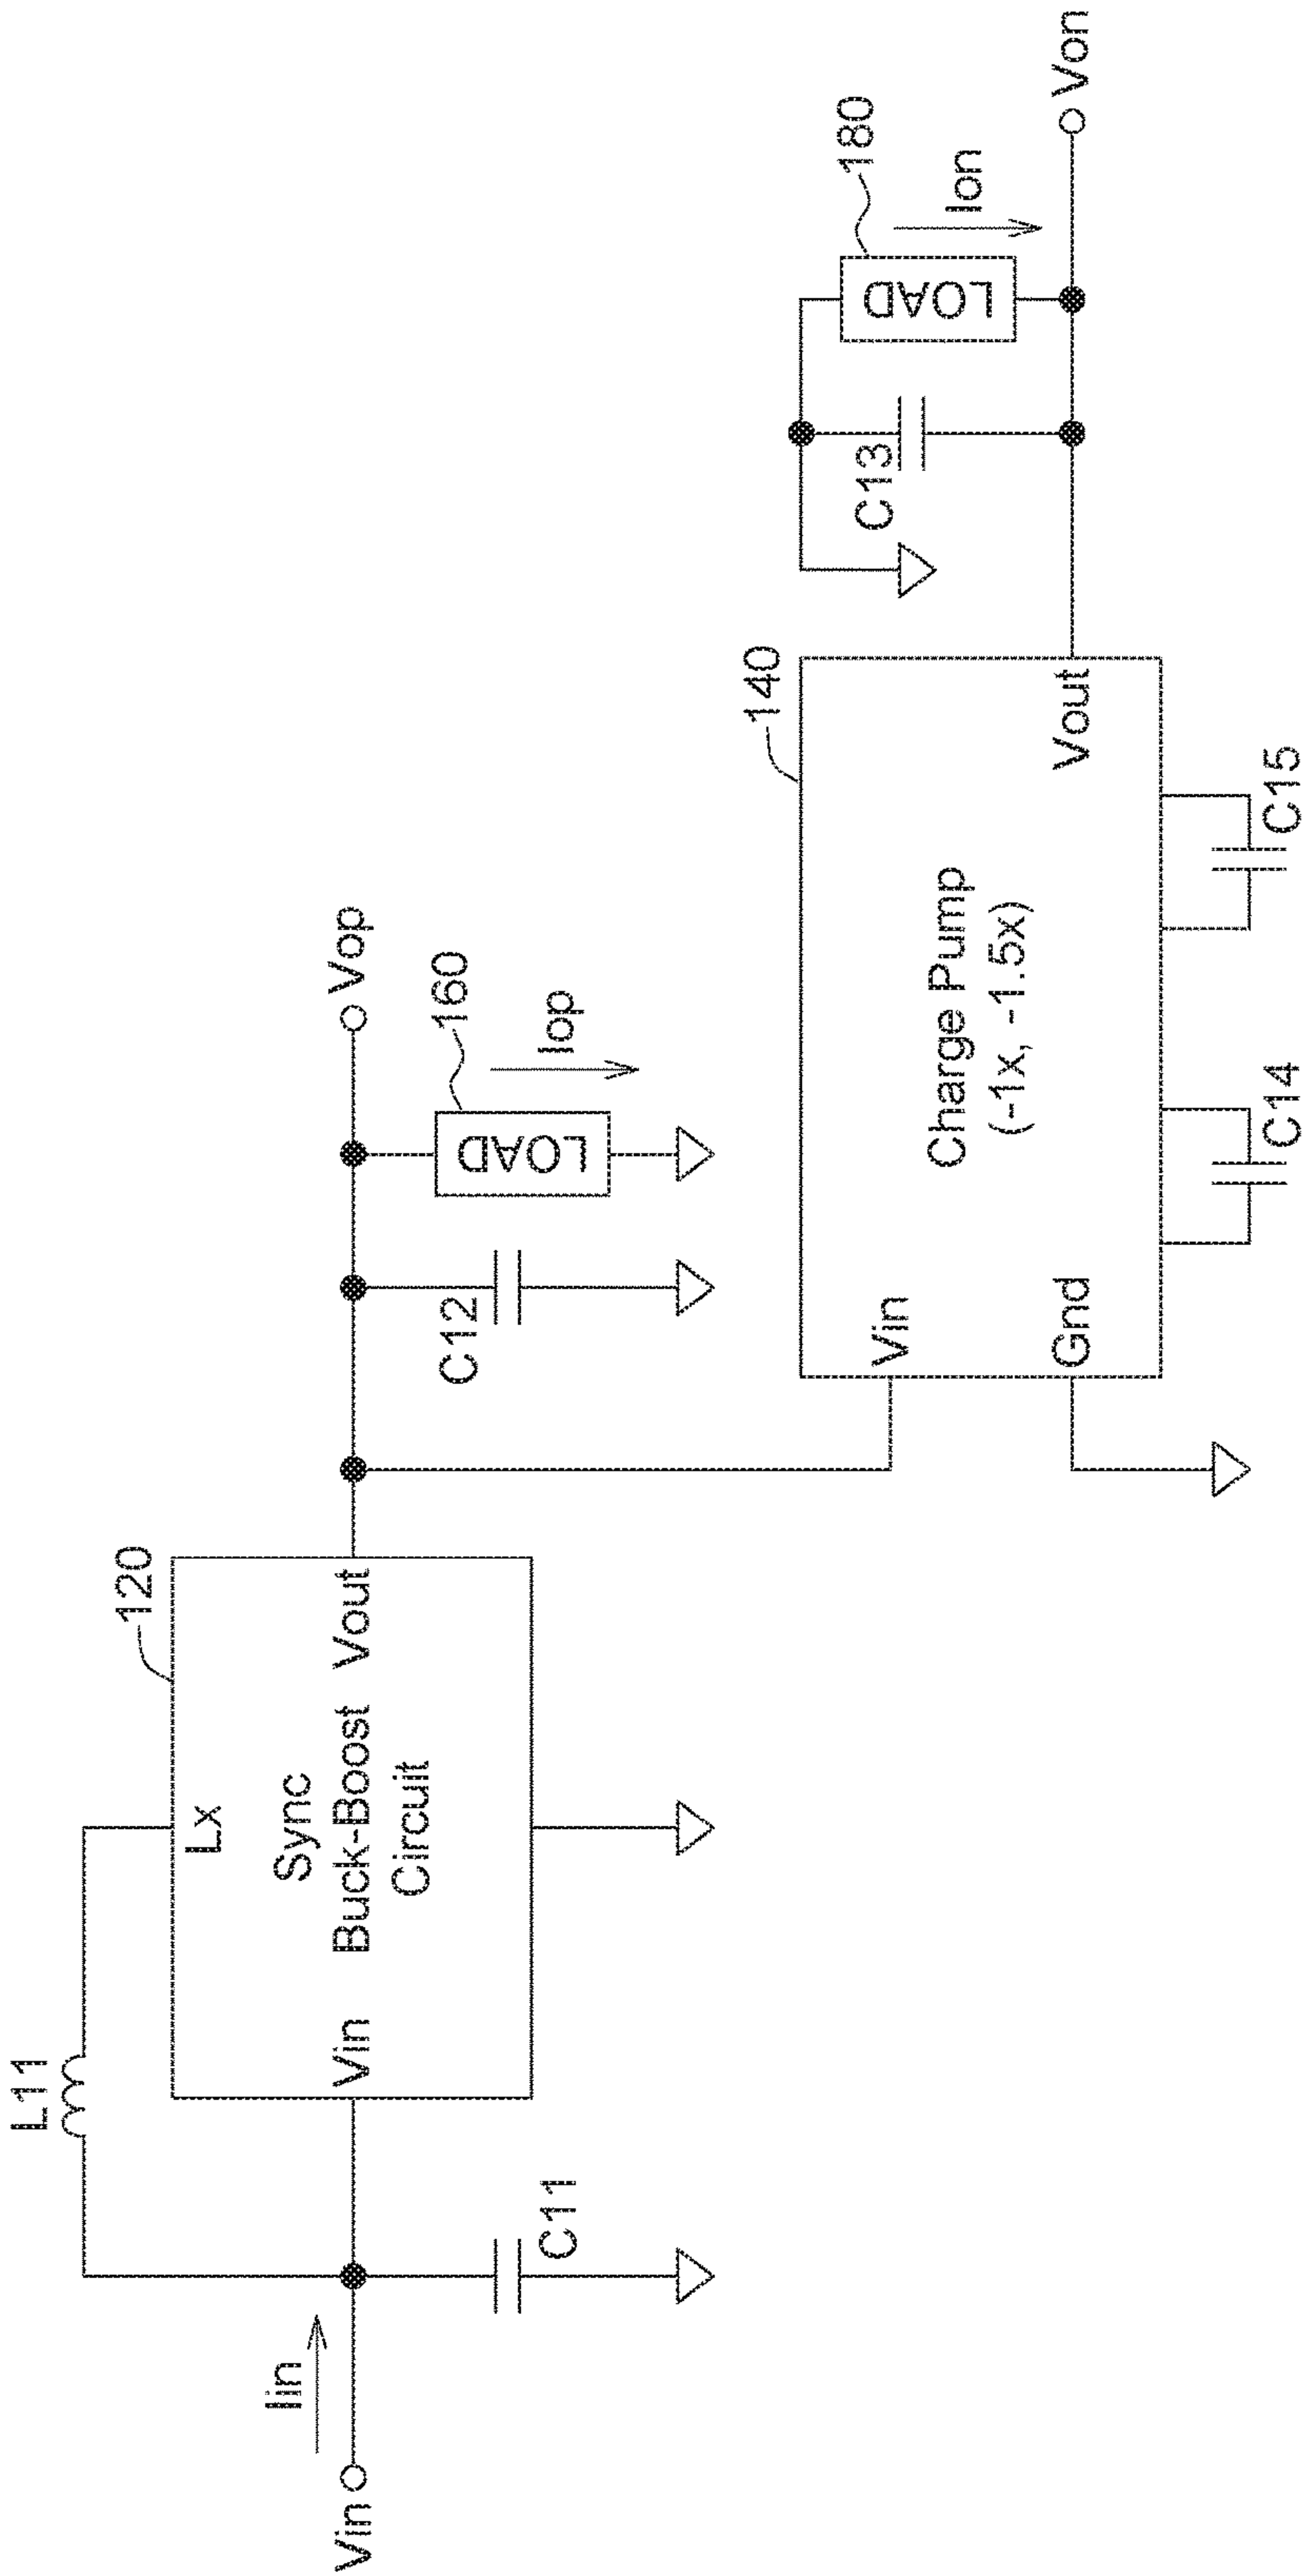 L11
Iin
Vin
C11
Lx
120
Vin
Sync
Buck-Boost
Circuit
Vout
Vop
C12
LOAD
160
Iop
140
Vin
Gnd
Charge Pump
(-1x, -1.5x)
Vout
C14
C15
C13
LOAD
180
Ion
Von